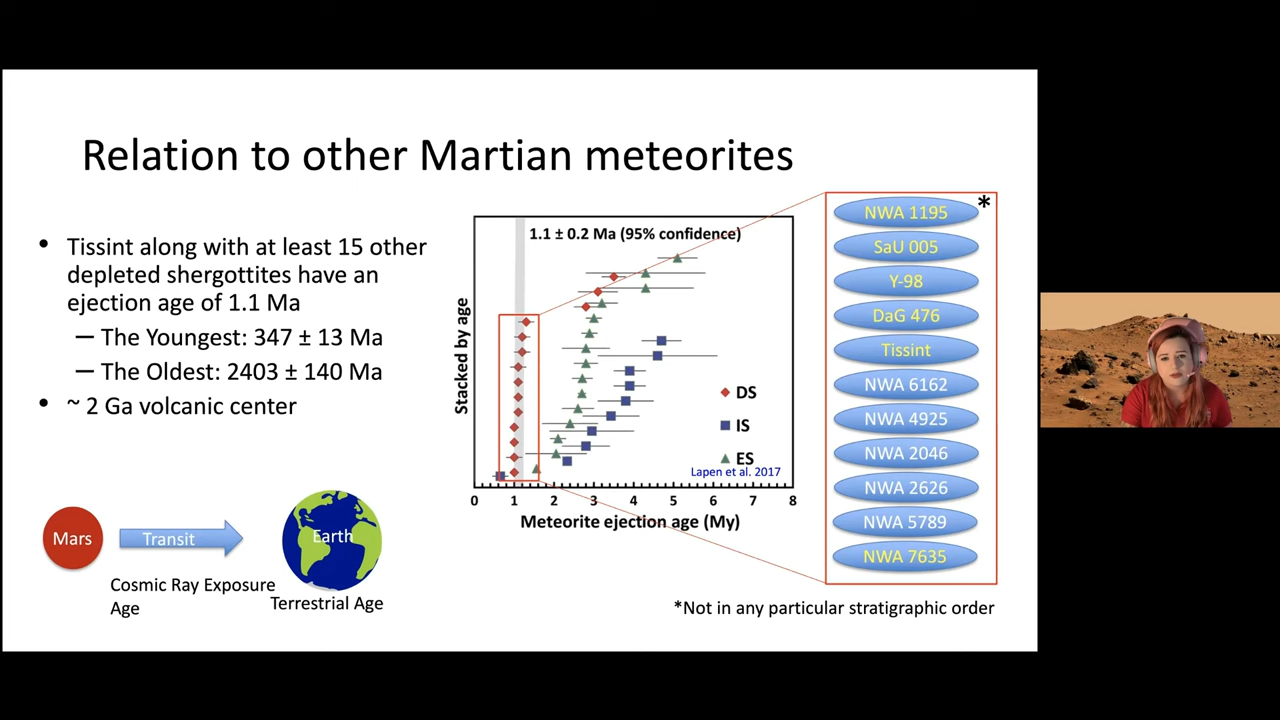 Relation to other Martian meteorites
• Tissint along with at least 15 other
depleted shergottites have an
ejection age of 1.1 Ma
– The Youngest: 347 ± 13 Ma
– The Oldest: 2403 ± 140 Ma
• ~ 2 Ga volcanic center
Mars
Transit
Earth
Cosmic Ray Exposure
Age
Terrestrial Age
1.1 ± 0.2 Ma (95% confidence)
Stacked by age
DS
IS
ES
Lapen et al. 2017
0 1 2 3 4 5 6 7 8
Meteorite ejection age (My)
*
NWA 1195
SaU 005
Y-98
DaG 476
Tissint
NWA 6162
NWA 4925
NWA 2046
NWA 2626
NWA 5789
NWA 7635
*Not in any particular stratigraphic order